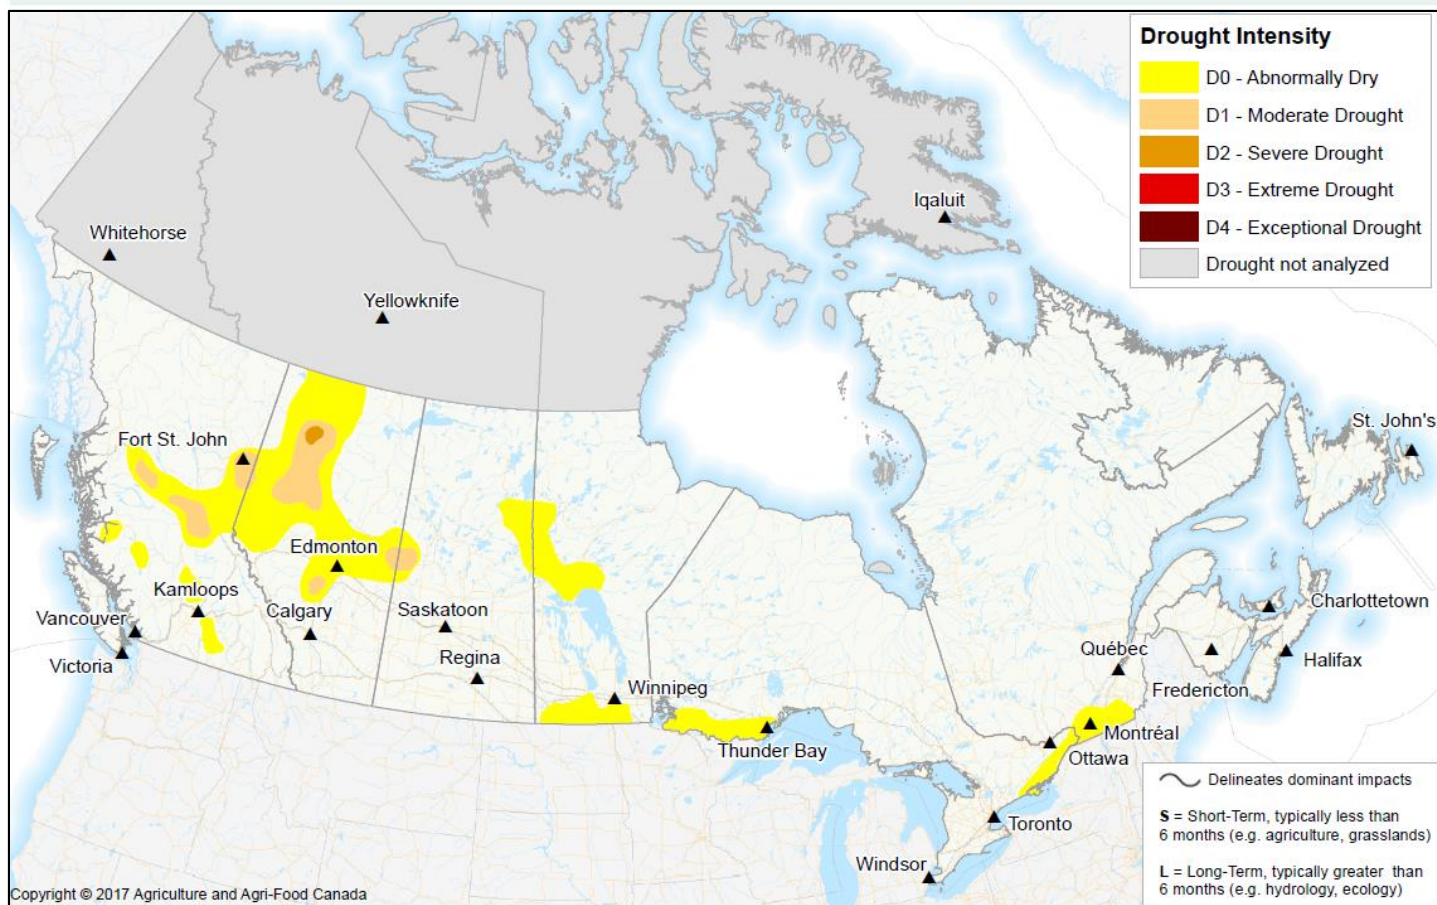 Drought Intensity
D0 - Abnormally Dry
D1 - Moderate Drought
D2 - Severe Drought
D3 - Extreme Drought
D4 - Exceptional Drought
Drought not analyzed
Iqaluit
Whitehorse
Yellowknife
St. John's
Fort St. John
Edmonton
Kamloops
Calgary
Saskatoon
Vancouver
Victoria
Regina
Winnipeg
Thunder Bay
Charlottetown
Québec
Halifax
Fredericton
Montréal
Ottawa
Toronto
Windsor
Delineates dominant impacts
S = Short-Term, typically less than
6 months (e.g. agriculture, grasslands)
L = Long-Term, typically greater than
6 months (e.g. hydrology, ecology)
Copyright © 2017 Agriculture and Agri-Food Canada